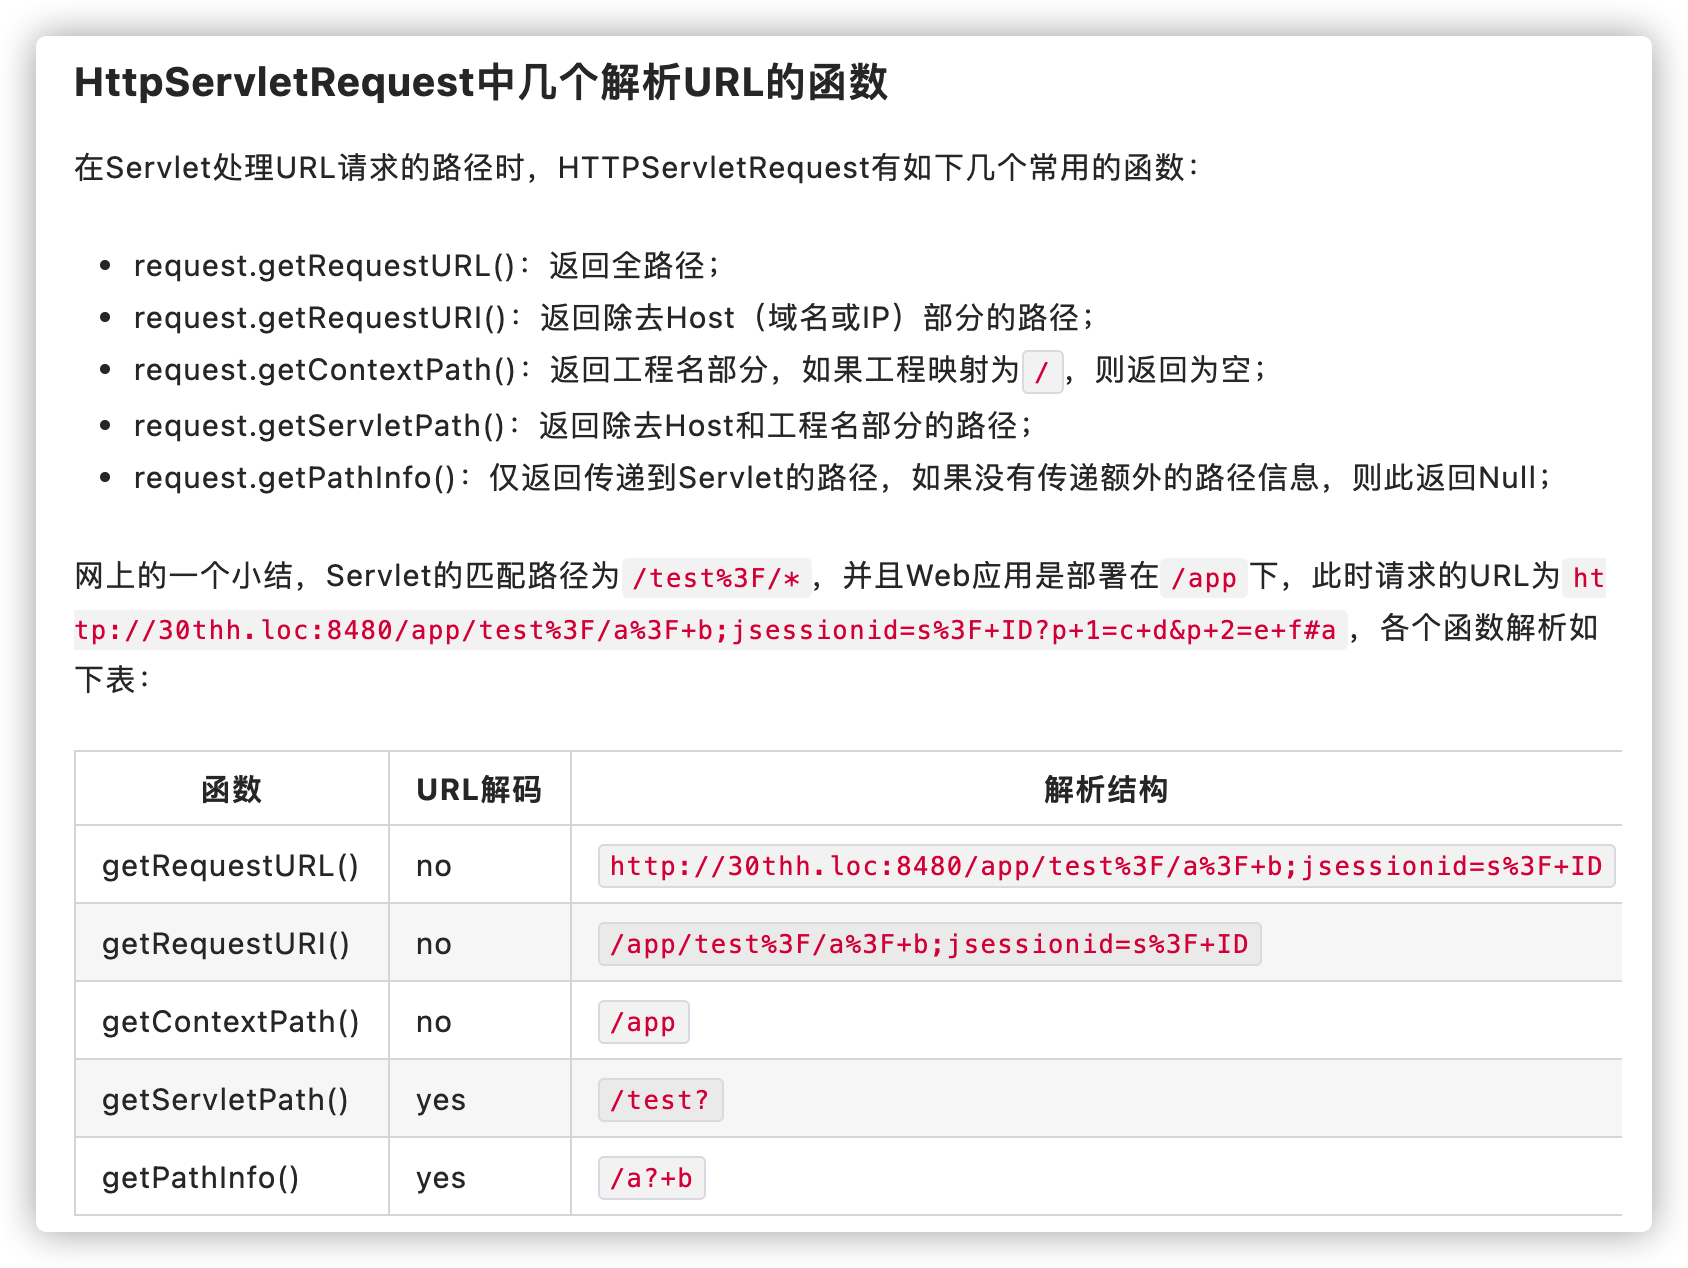 HttpServletRequest中几个解析URL的函数
在Servlet处理URL请求的路径时，HTTPServletRequest有如下几个常用的函数：
• request.getRequestURL()：返回全路径；
• request.getRequestURI()：返回除去Host（域名或IP）部分的路径；
• request.getContextPath()：返回工程名部分，如果工程映射为/，则返回为空；
• request.getServletPath()：返回除去Host和工程名部分的路径；
• request.getPathInfo()：仅返回传递到Servlet的路径，如果没有传递额外的路径信息，则此返回Null；
网上的一个小结，Servlet的匹配路径为/test%3F/*，并且Web应用是部署在/app下，此时请求的URL为ht
tp://30thh.loc:8480/app/test%3F/a%3F+b;jsessionid=s%3F+ID?p+1=c+d&p+2=e+f#a，各个函数解析如
下表：
函数 URL解码 解析结构
getRequestURL() no http://30thh.loc:8480/app/test%3F/a%3F+b;jsessionid=s%3F+ID
getRequestURI() no /app/test%3F/a%3F+b;jsessionid=s%3F+ID
getContextPath() no /app
getServletPath() yes /test?
getPathInfo() yes /a?+b